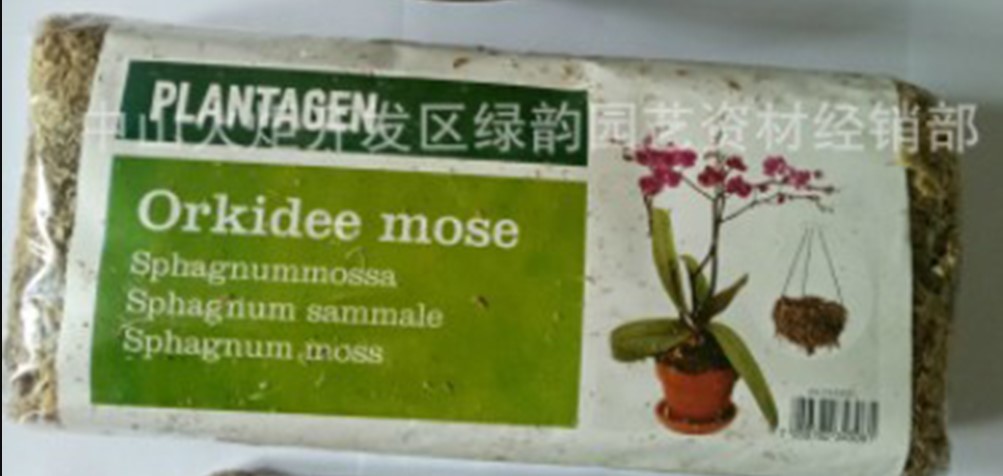 PLANTAGEN
中山火炬开发区绿韵园艺资材经销部
Orkidee mose
Sphagnummossa
Sphagnum sammale
Sphagnum moss